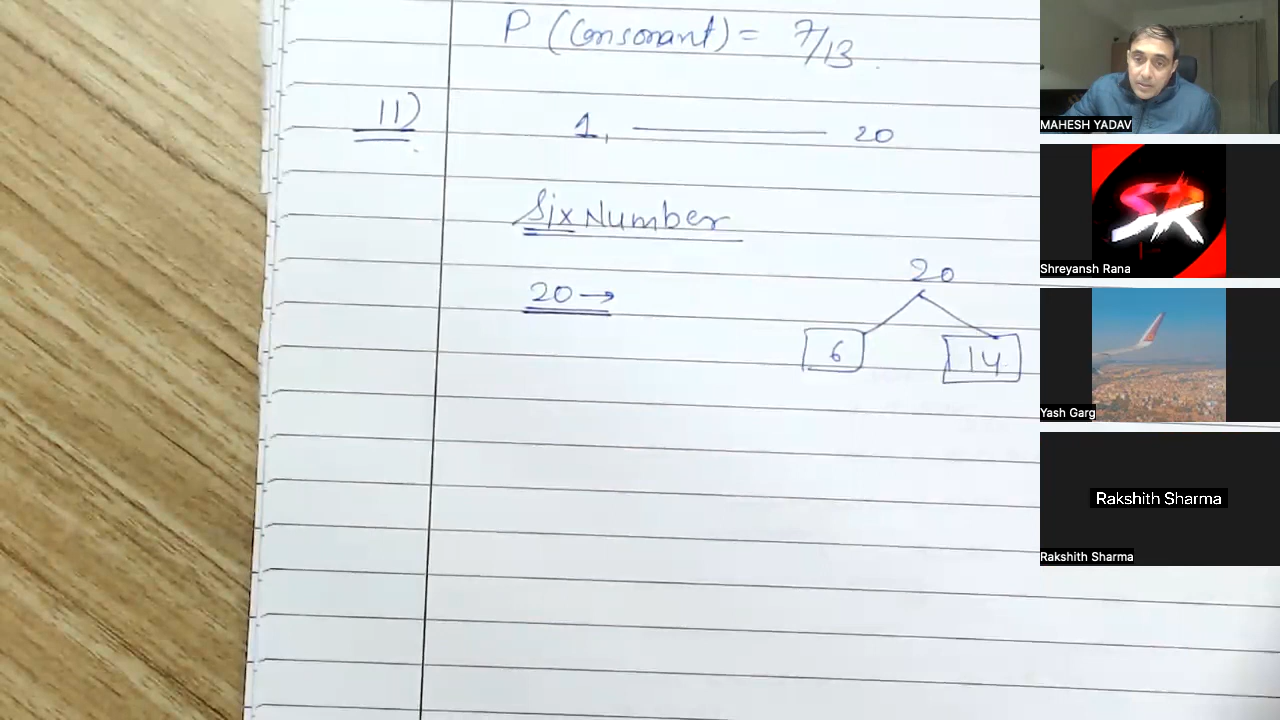 P (Consonant) = 7/13
11) 1, 20
Six Number
20 →
20
6 14
MAHESH YADAV
SR
Shreyansh Rana
Yash Garg
Rakshith Sharma
Rakshith Sharma